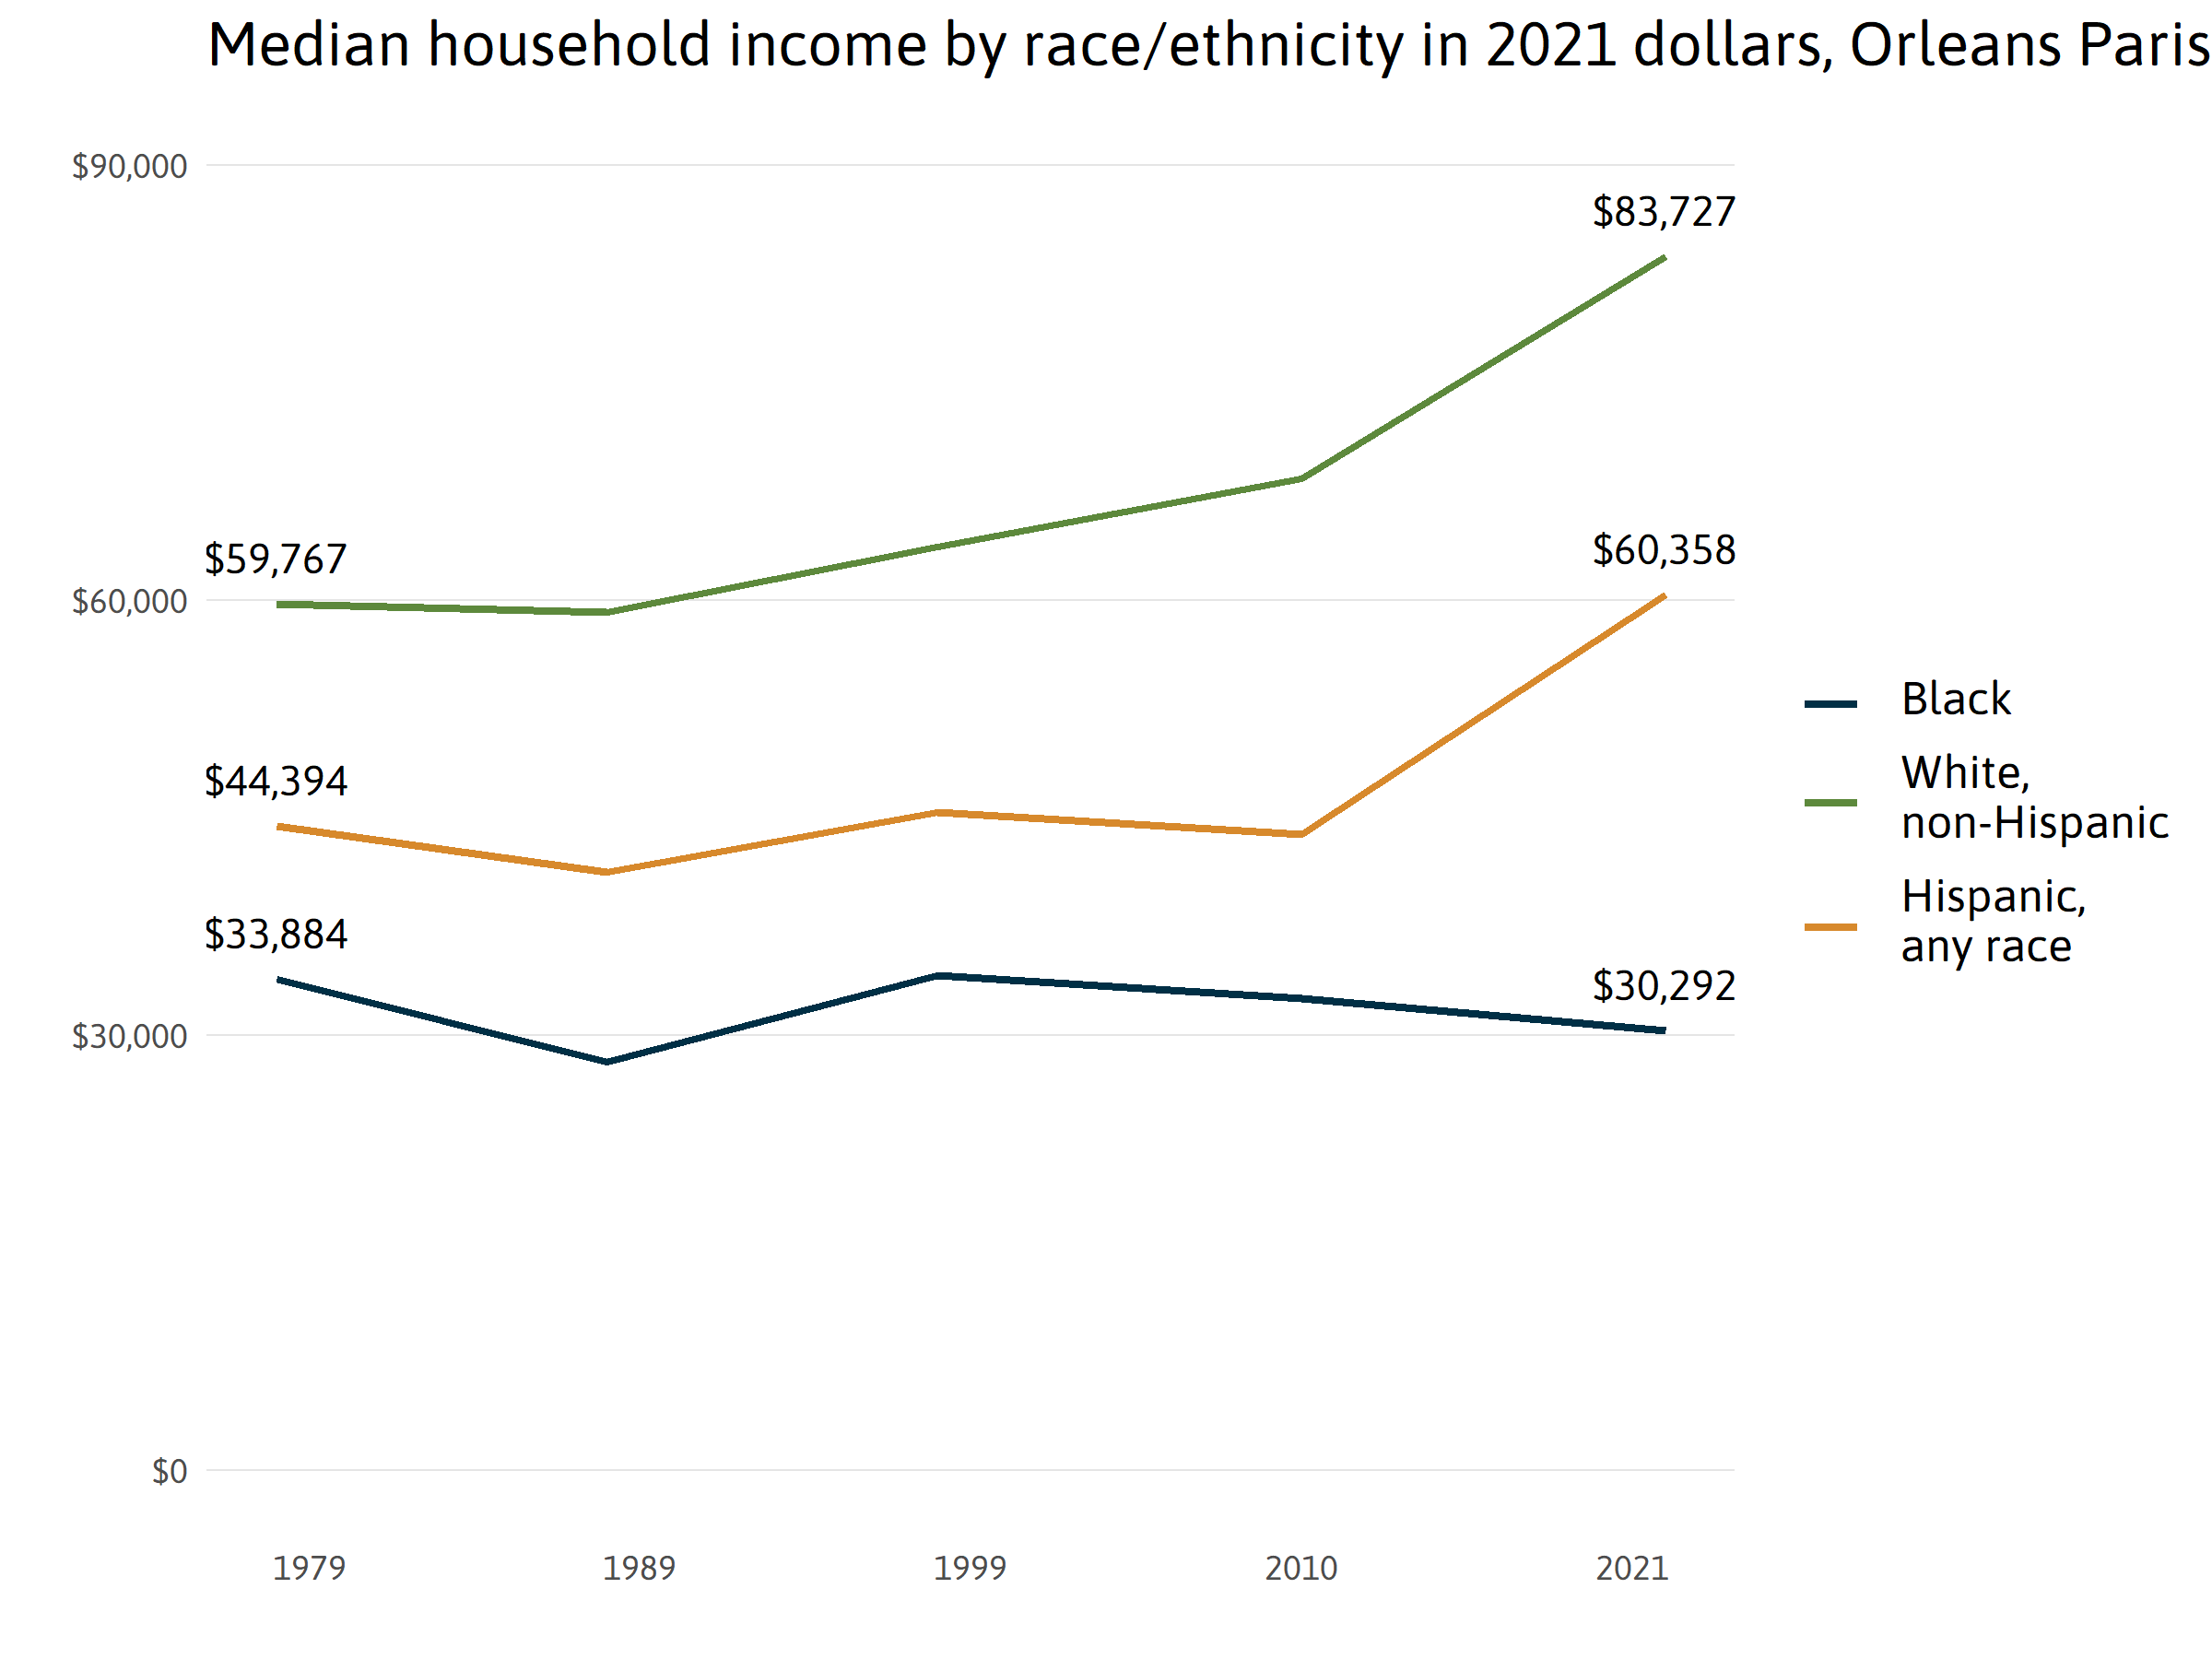 Median household income by race/ethnicity in 2021 dollars, Orleans Paris
$90,000
$83,727
$59,767
$60,358
$60,000
Black
White,
non-Hispanic
$44,394
Hispanic,
any race
$33,884
$30,292
$30,000
$0
1979 1989 1999 2010 2021